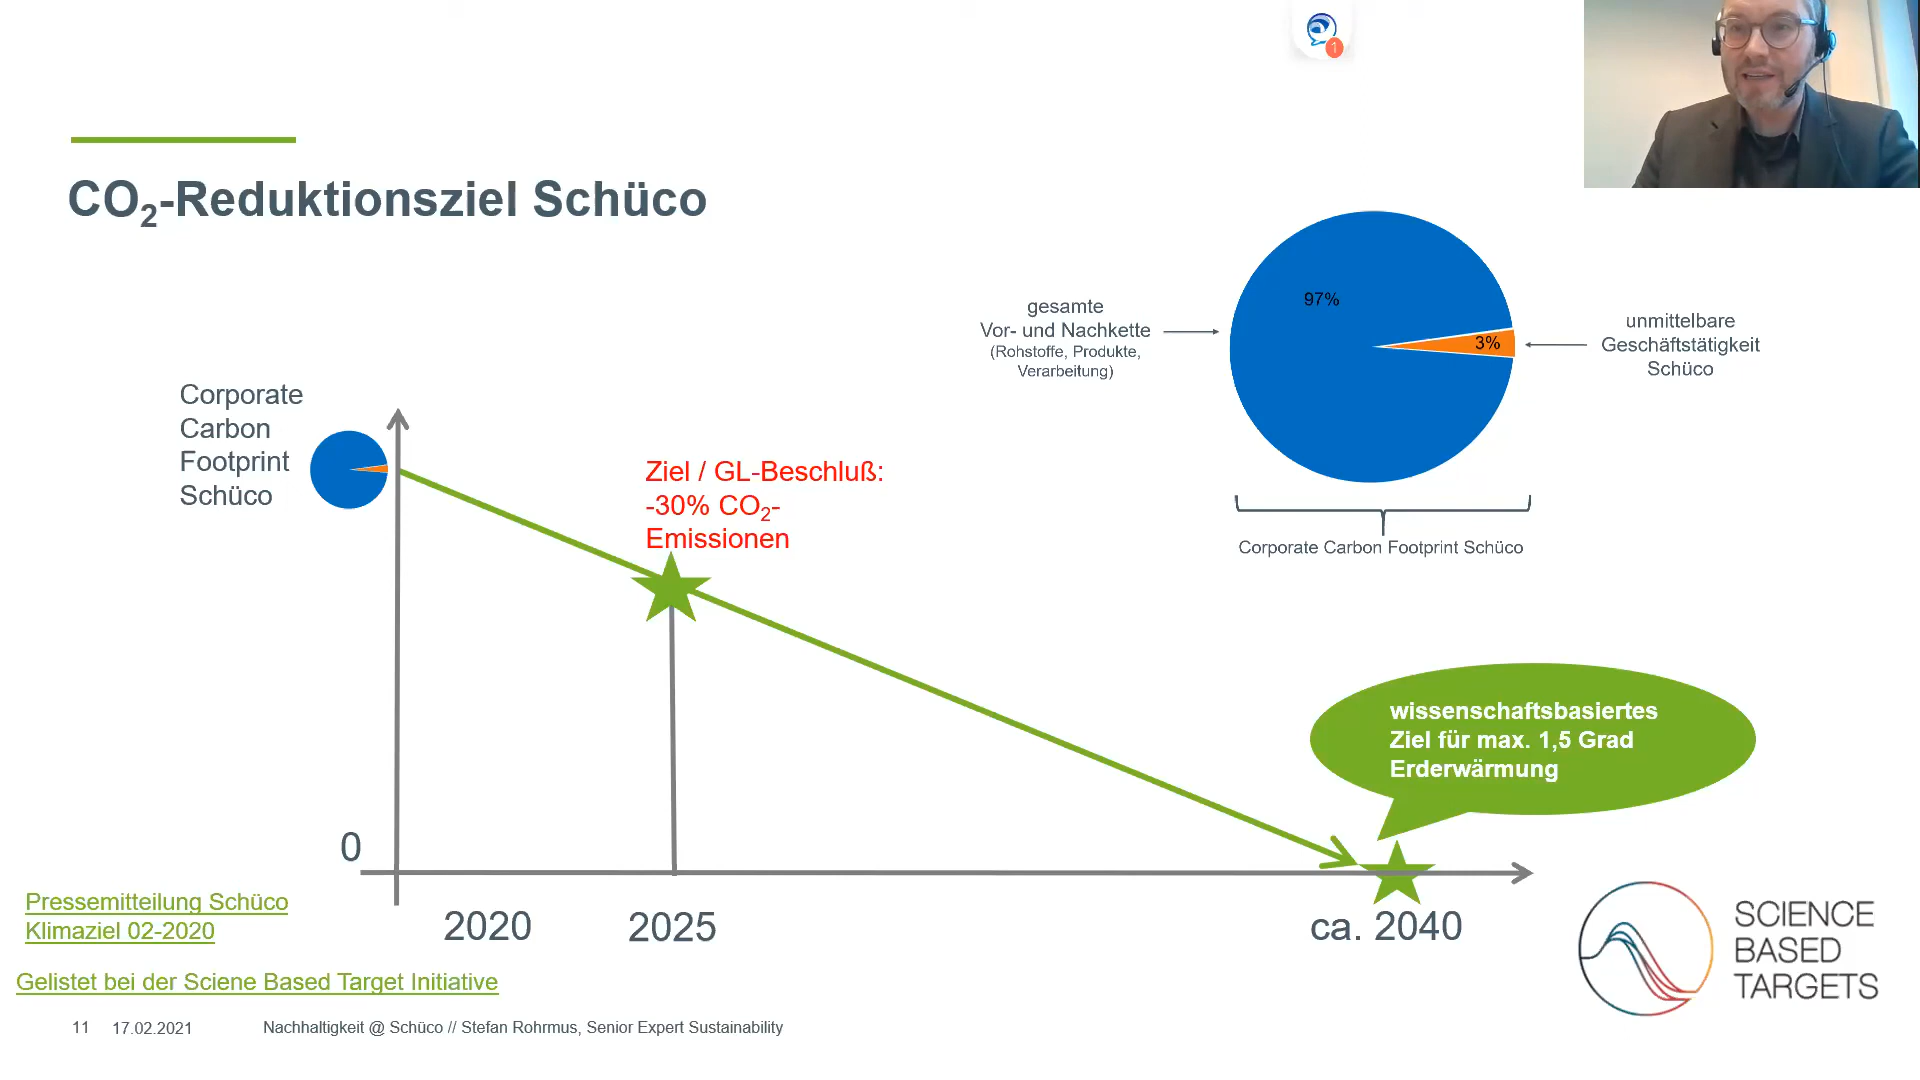 1
CO₂-Reduktionsziel Schüco
97%
3%
gesamte
Vor- und Nachkette
(Rohstoffe, Produkte,
Verarbeitung)
unmittelbare
Geschäftstätigkeit
Schüco
Corporate Carbon Footprint Schüco
Corporate
Carbon
Footprint
Schüco
Ziel / GL-Beschluß:
-30% CO₂-
Emissionen
wissenschaftsbasiertes
Ziel für max. 1,5 Grad
Erderwärmung
0
2020
2025
ca. 2040
Pressemitteilung Schüco
Klimaziel 02-2020
Gelistet bei der Sciene Based Target Initiative
SCIENCE
BASED
TARGETS
11 17.02.2021 Nachhaltigkeit @ Schüco // Stefan Rohrmus, Senior Expert Sustainability